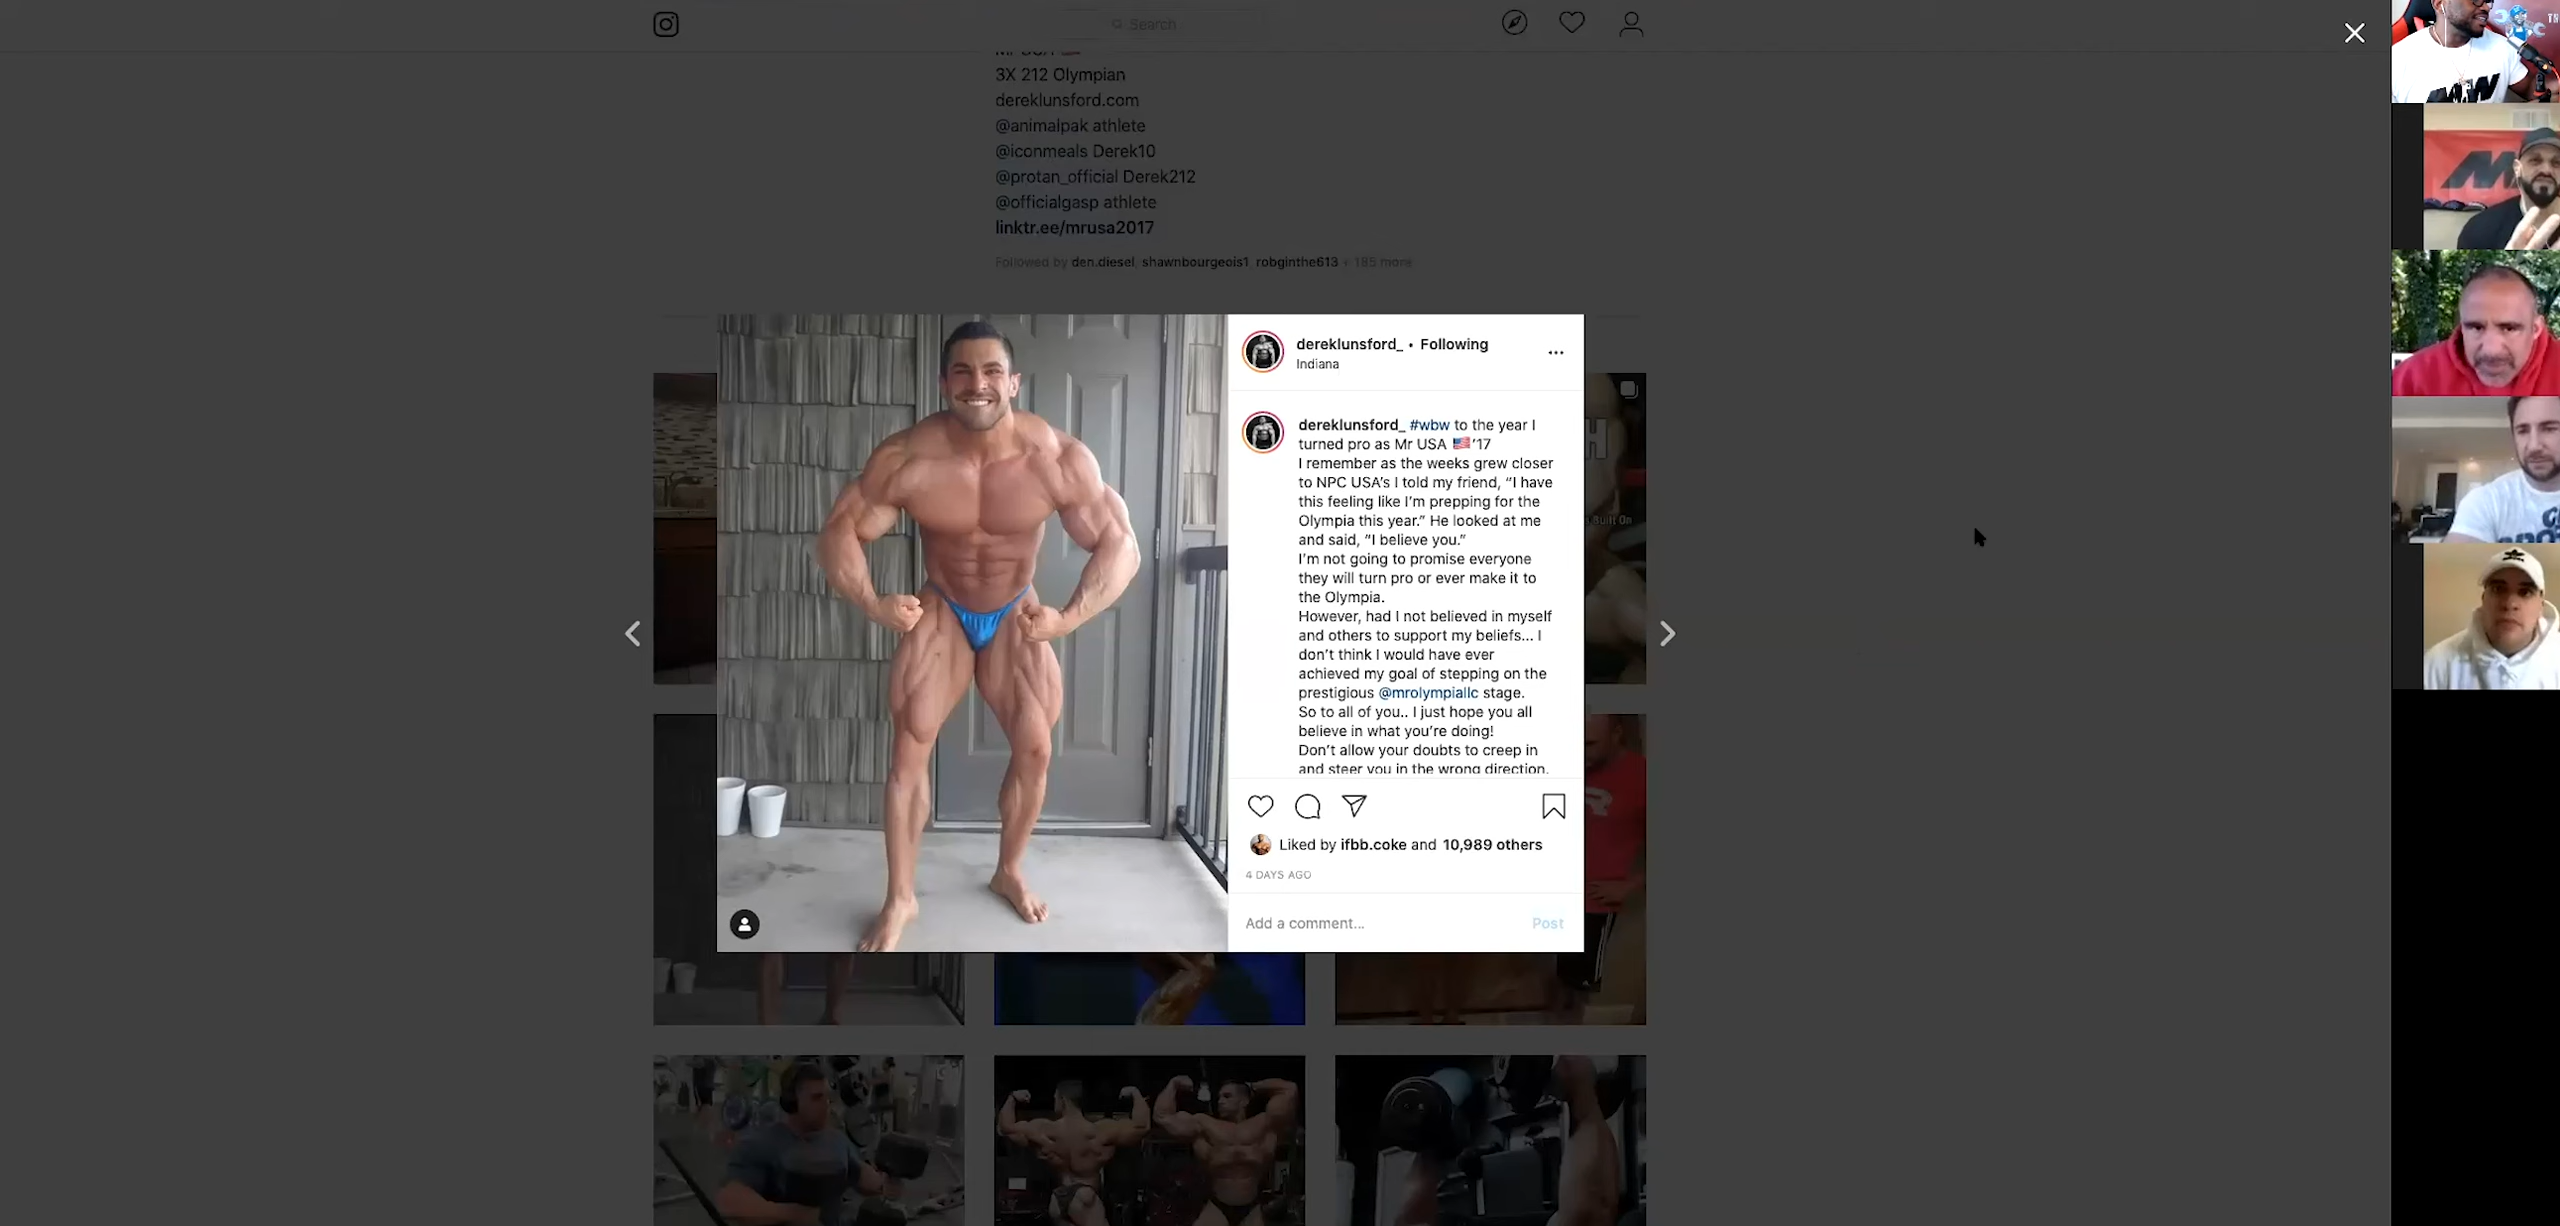 Search
3X 212 Olympian
dereklunsford.com
@animalpak athlete
@iconmeals Derek10
@protan_official Derek212
@officialgasp athlete
linktr.ee/mrusa2017
Followed by den.diesel, shawnbourgeois1, robginthe613 + 185 more
dereklunsford_ • Following
Indiana
dereklunsford_ #wbw to the year I
turned pro as Mr USA 🇺🇸'17
I remember as the weeks grew closer
to NPC USA's I told my friend, “I have
this feeling like I'm prepping for the
Olympia this year.” He looked at me
and said, “I believe you.”
I'm not going to promise everyone
they will turn pro or ever make it to
the Olympia.
However, had I not believed in myself
and others to support my beliefs... I
don't think I would have ever
achieved my goal of stepping on the
prestigious @mrolympiallc stage.
So to all of you.. I just hope you all
believe in what you're doing!
Don't allow your doubts to creep in
and steer you in the wrong direction.
Liked by ifbb.coke and 10,989 others
4 DAYS AGO
Add a comment... Post
Built On